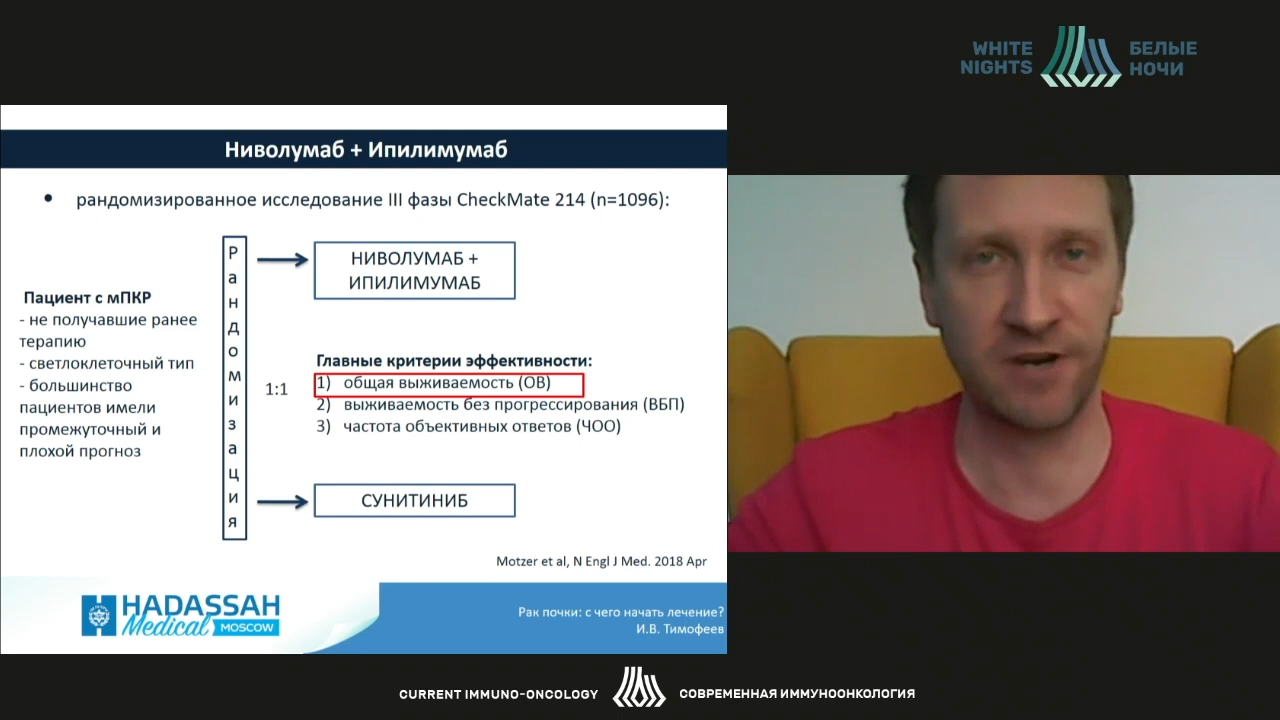 WHITE
NIGHTS
БЕЛЫЕ
НОЧИ
Ниволумаб + Ипилимумаб
• рандомизированное исследование III фазы CheckMate 214 (n=1096):
Пациент с мПКР
- не получавшие ранее
терапию
- светлоклеточный тип
- большинство
пациентов имели
промежуточный и
плохой прогноз
Рандомизация
1:1
НИВОЛУМАБ +
ИПИЛИМУМАБ
Главные критерии эффективности:
1) общая выживаемость (ОВ)
2) выживаемость без прогрессирования (ВБП)
3) частота объективных ответов (ЧОО)
СУНИТИНИБ
Motzer et al, N Engl J Med. 2018 Apr
HADASSAH
Medical MOSCOW
Рак почки: с чего начать лечение?
И.В. Тимофеев
CURRENT IMMUNO-ONCOLOGY
СОВРЕМЕННАЯ ИММУНООНКОЛОГИЯ